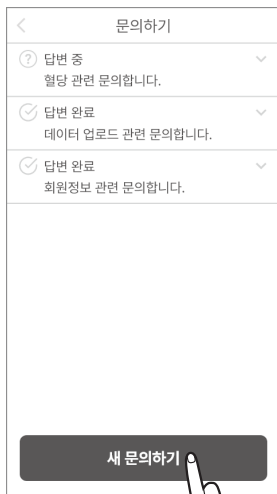 문의하기
답변 중
혈당 관련 문의합니다.
답변 완료
데이터 업로드 관련 문의합니다.
답변 완료
회원정보 관련 문의합니다.
새 문의하기